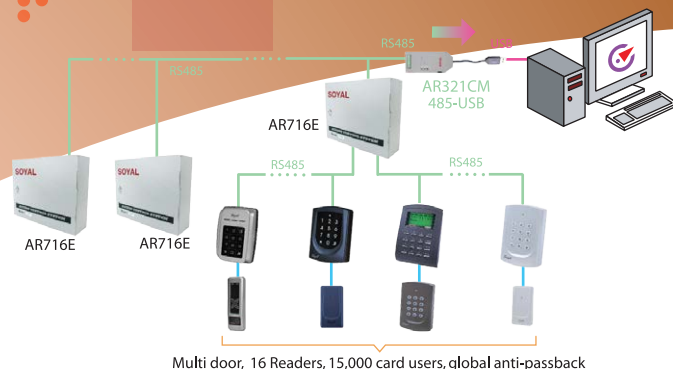 RS485
USB
RS485
AR321CM
485-USB
SOYAL
AR716E
SOYAL
SOYAL
RS485
RS485
AR716E
AR716E
Multi door, 16 Readers, 15,000 card users, global anti-passback